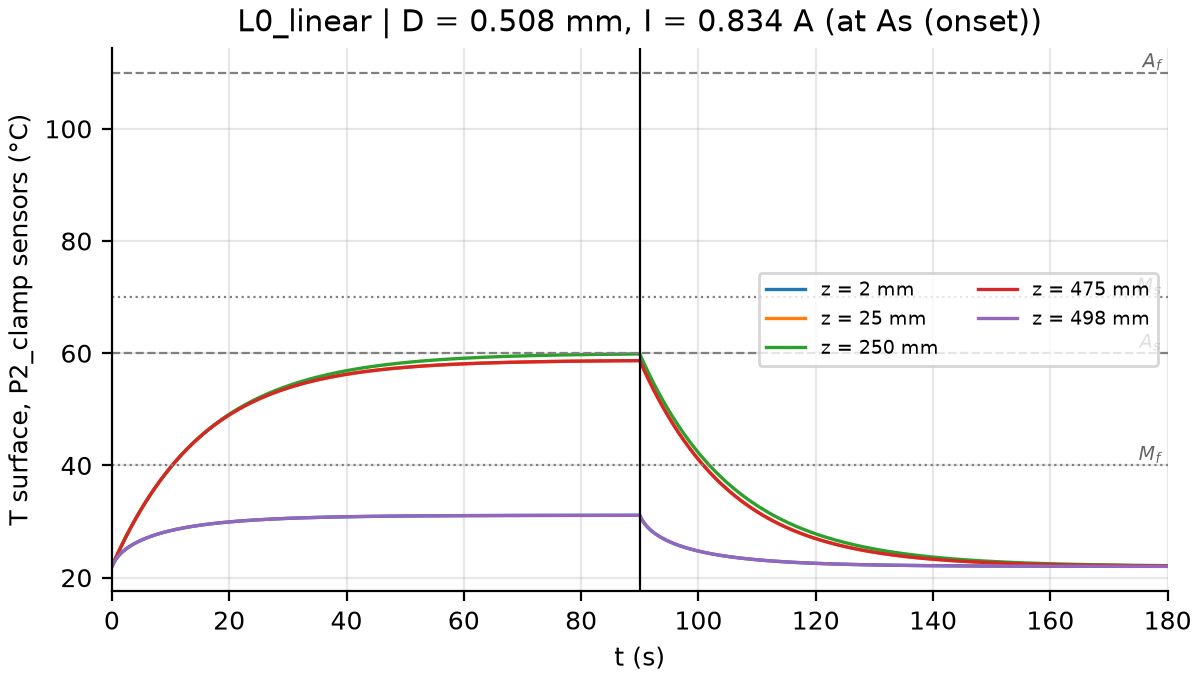 L0_linear | D = 0.508 mm, I = 0.834 A (at As (onset))
T surface, P2_clamp sensors (°C)
100
80
60
40
20
A_f
M_s
A_s
M_f
z = 2 mm
z = 25 mm
z = 250 mm
z = 475 mm
z = 498 mm
0 20 40 60 80 100 120 140 160 180
t (s)